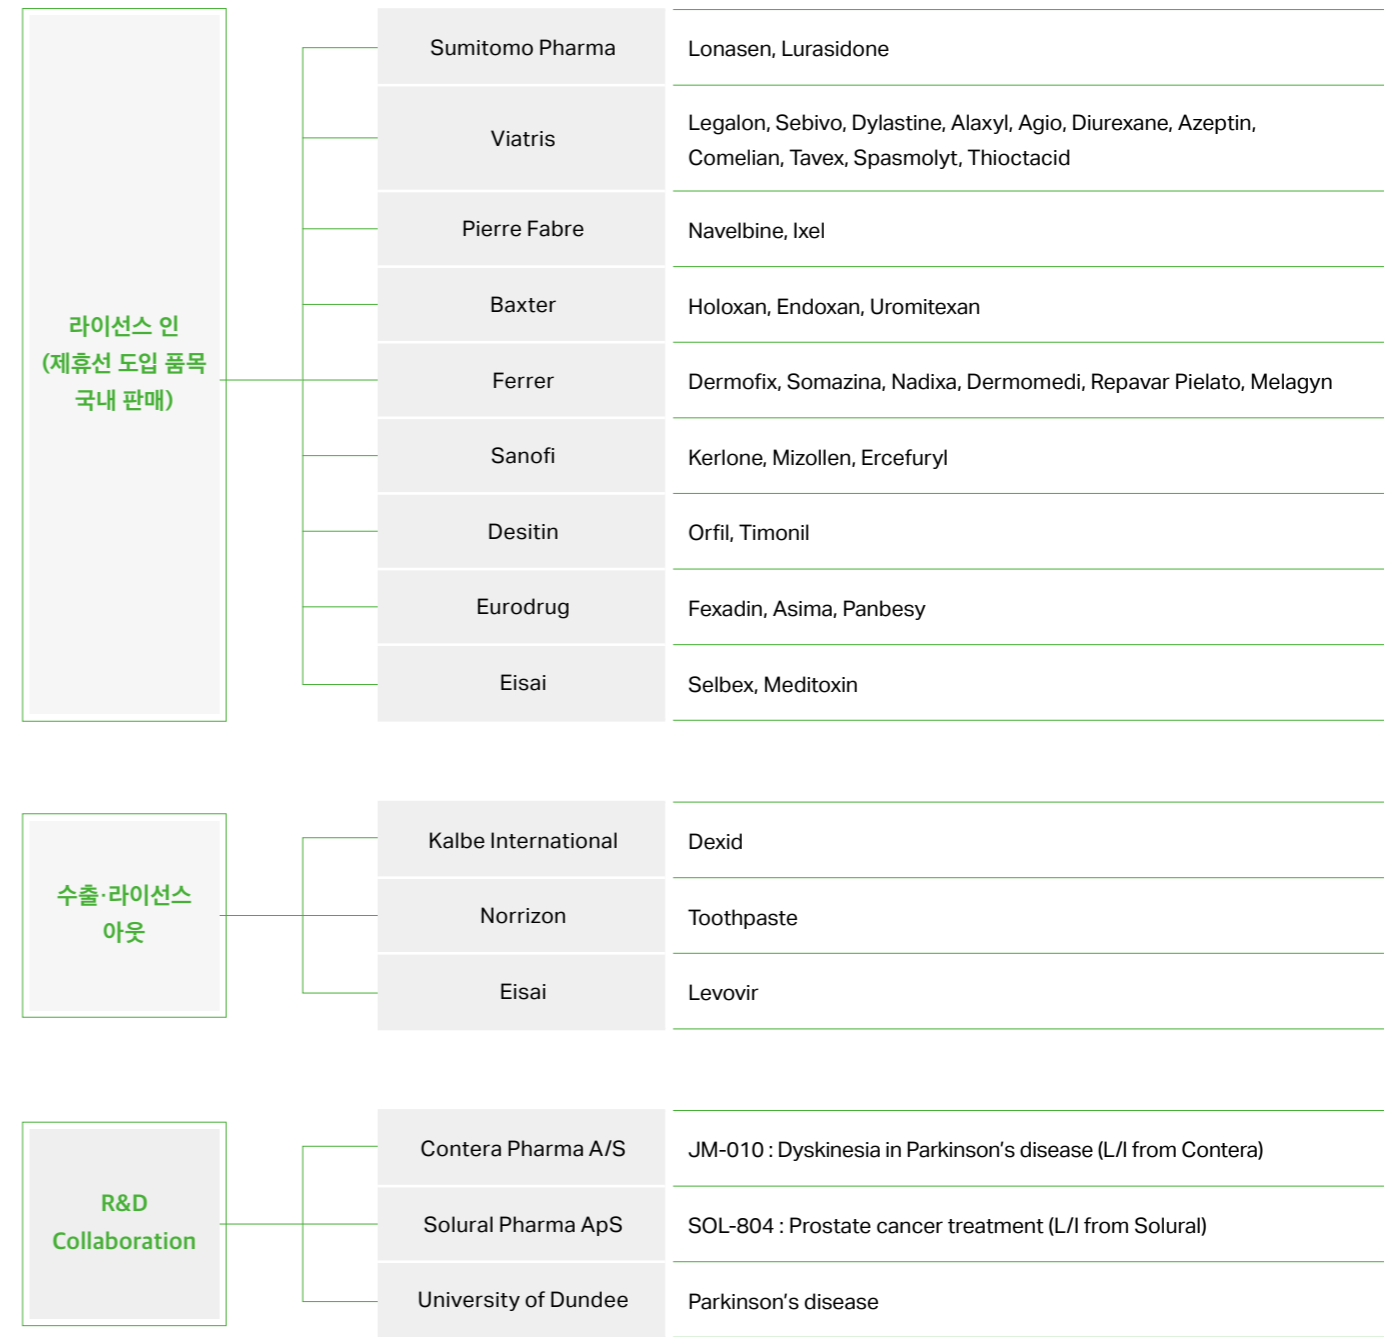 라이선스 인
(제휴선 도입 품목
국내 판매)
Sumitomo Pharma
Lonasen, Lurasidone
Viatris
Legalon, Sebivo, Dylastine, Alaxyl, Agio, Diurexane, Azeptin,
Comelian, Tavex, Spasmolyt, Thioctacid
Pierre Fabre
Navelbine, Ixel
Baxter
Holoxan, Endoxan, Uromitexan
Ferrer
Dermofix, Somazina, Nadixa, Dermomedi, Repavar Pielato, Melagyn
Sanofi
Kerlone, Mizollen, Ercefuryl
Desitin
Orfil, Timonil
Eurodrug
Fexadin, Asima, Panbesy
Eisai
Selbex, Meditoxin
수출·라이선스
아웃
Kalbe International
Dexid
Norrizon
Toothpaste
Eisai
Levovir
R&D
Collaboration
Contera Pharma A/S
JM-010 : Dyskinesia in Parkinson’s disease (L/I from Contera)
Solural Pharma ApS
SOL-804 : Prostate cancer treatment (L/I from Solural)
University of Dundee
Parkinson’s disease